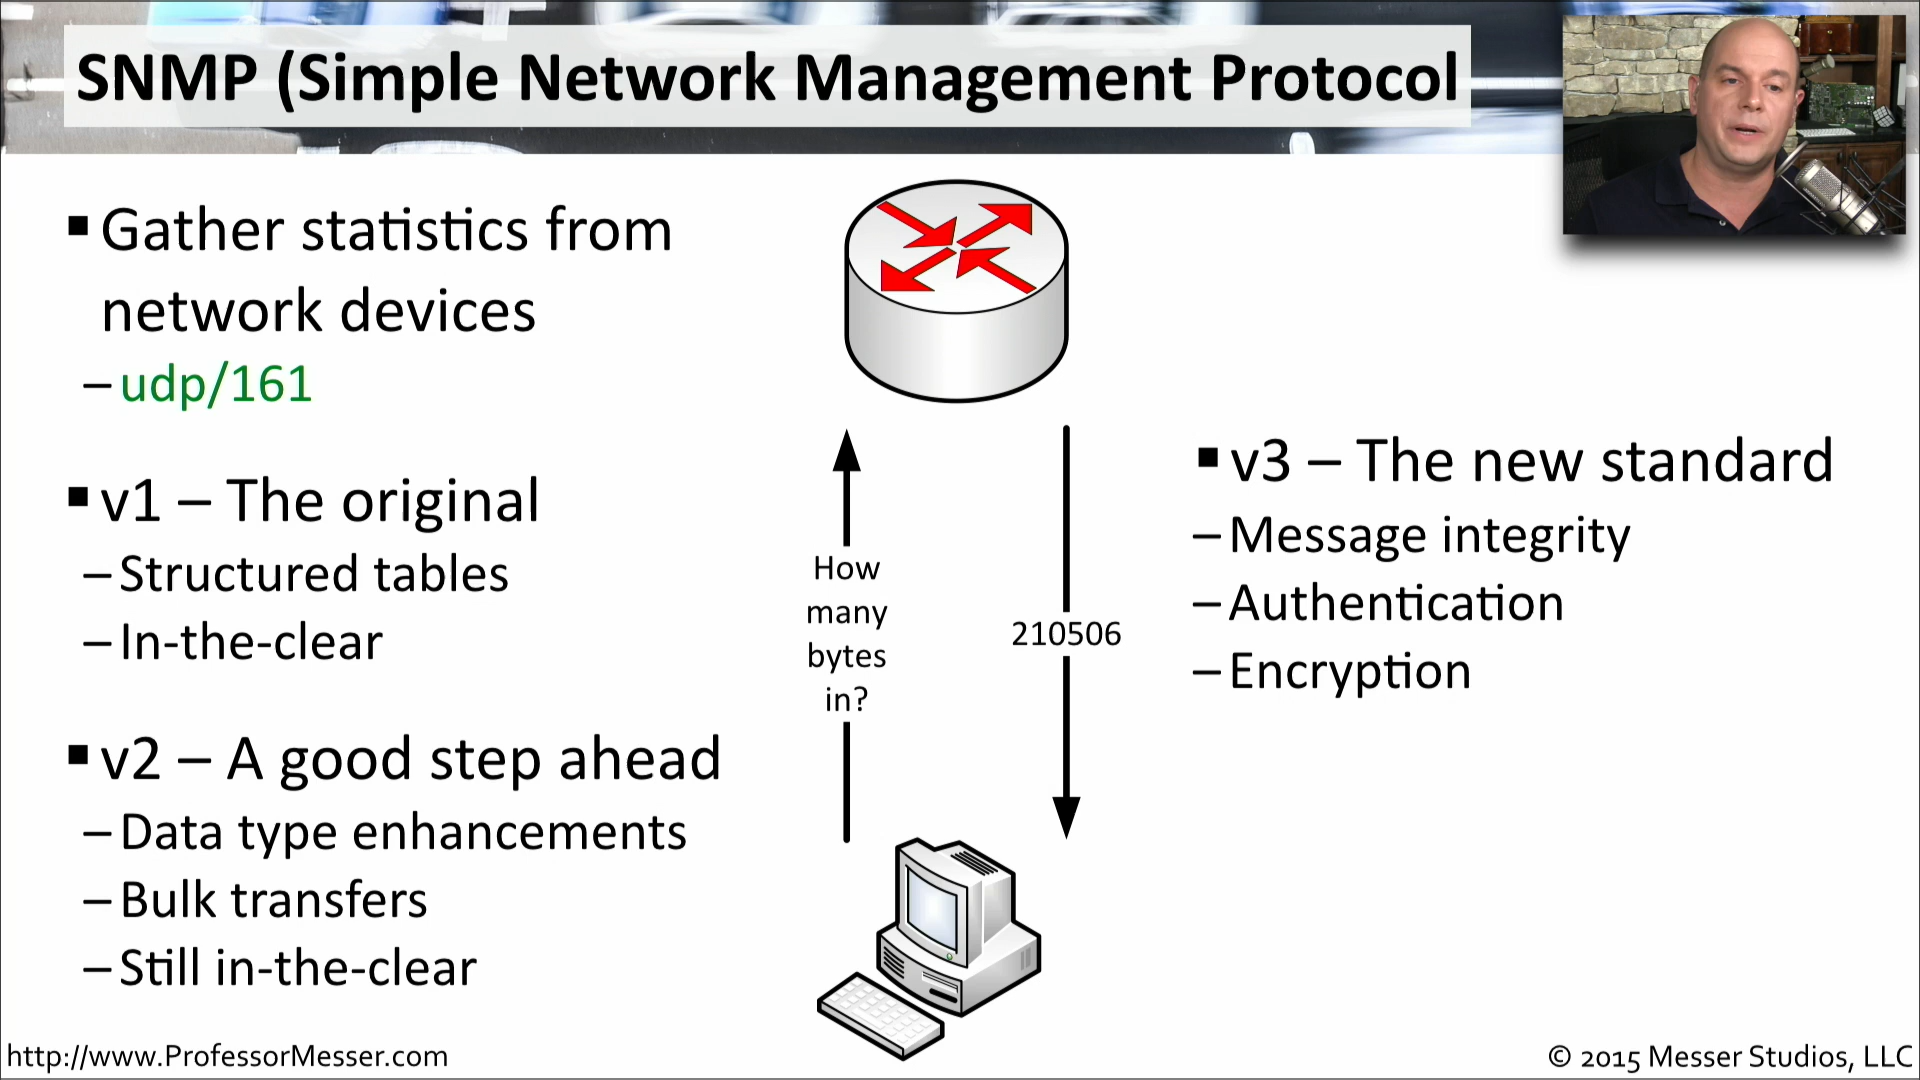 SNMP (Simple Network Management Protocol
▪ Gather statistics from
network devices
– udp/161
▪ v1 – The original
– Structured tables
– In-the-clear
▪ v2 – A good step ahead
– Data type enhancements
– Bulk transfers
– Still in-the-clear
How
many
bytes
in?
210506
▪ v3 – The new standard
– Message integrity
– Authentication
– Encryption
http://www.ProfessorMesser.com
© 2015 Messer Studios, LLC